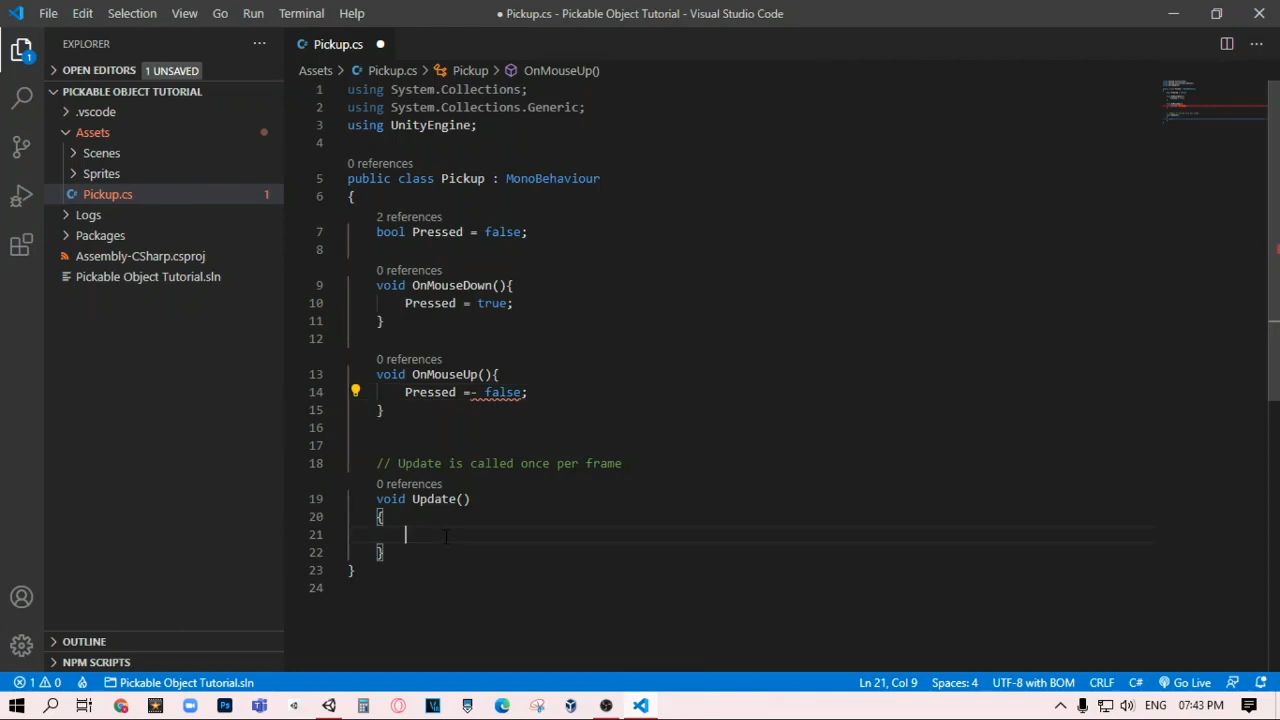 File Edit Selection View Go Run Terminal Help
● Pickup.cs - Pickable Object Tutorial - Visual Studio Code
EXPLORER
OPEN EDITORS 1 UNSAVED
PICKABLE OBJECT TUTORIAL
.vscode
Assets
Scenes
Sprites
Pickup.cs 1
Logs
Packages
Assembly-CSharp.csproj
Pickable Object Tutorial.sln
OUTLINE
NPM SCRIPTS
1
Pickup.cs
Assets > Pickup.cs > Pickup > OnMouseUp()
1 using System.Collections;
2 using System.Collections.Generic;
3 using UnityEngine;
4
0 references
5 public class Pickup : MonoBehaviour
6 {
2 references
7 bool Pressed = false;
8
0 references
9 void OnMouseDown(){
10 Pressed = true;
11 }
12
0 references
13 void OnMouseUp(){
14 Pressed =- false;
15 }
16
17
18 // Update is called once per frame
0 references
19 void Update()
20 {
21
22 }
23 }
24
1 0 Pickable Object Tutorial.sln Ln 21, Col 9 Spaces: 4 UTF-8 with BOM CRLF C# Go Live
Ps ENG 07:43 PM